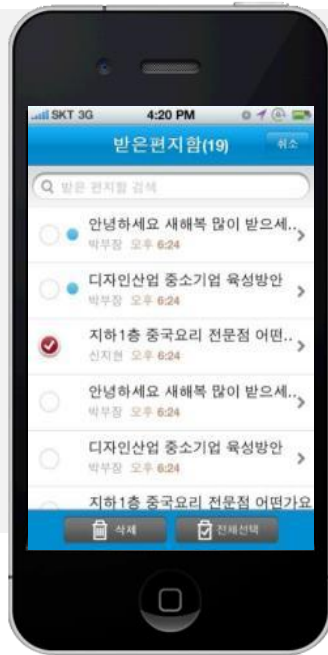 SKT 3G 4:20 PM
받은편지함(19) 취소
받은 편지함 검색
안녕하세요 새해복 많이 받으세..
박부장 오후 6:24
디자인산업 중소기업 육성방안
박부장 오후 6:24
지하1층 중국요리 전문점 어떤..
신지현 오후 6:24
안녕하세요 새해복 많이 받으세..
박부장 오후 6:24
디자인산업 중소기업 육성방안
박부장 오후 6:24
지하1층 중국요리 전문점 어떤가요
삭제 전체선택